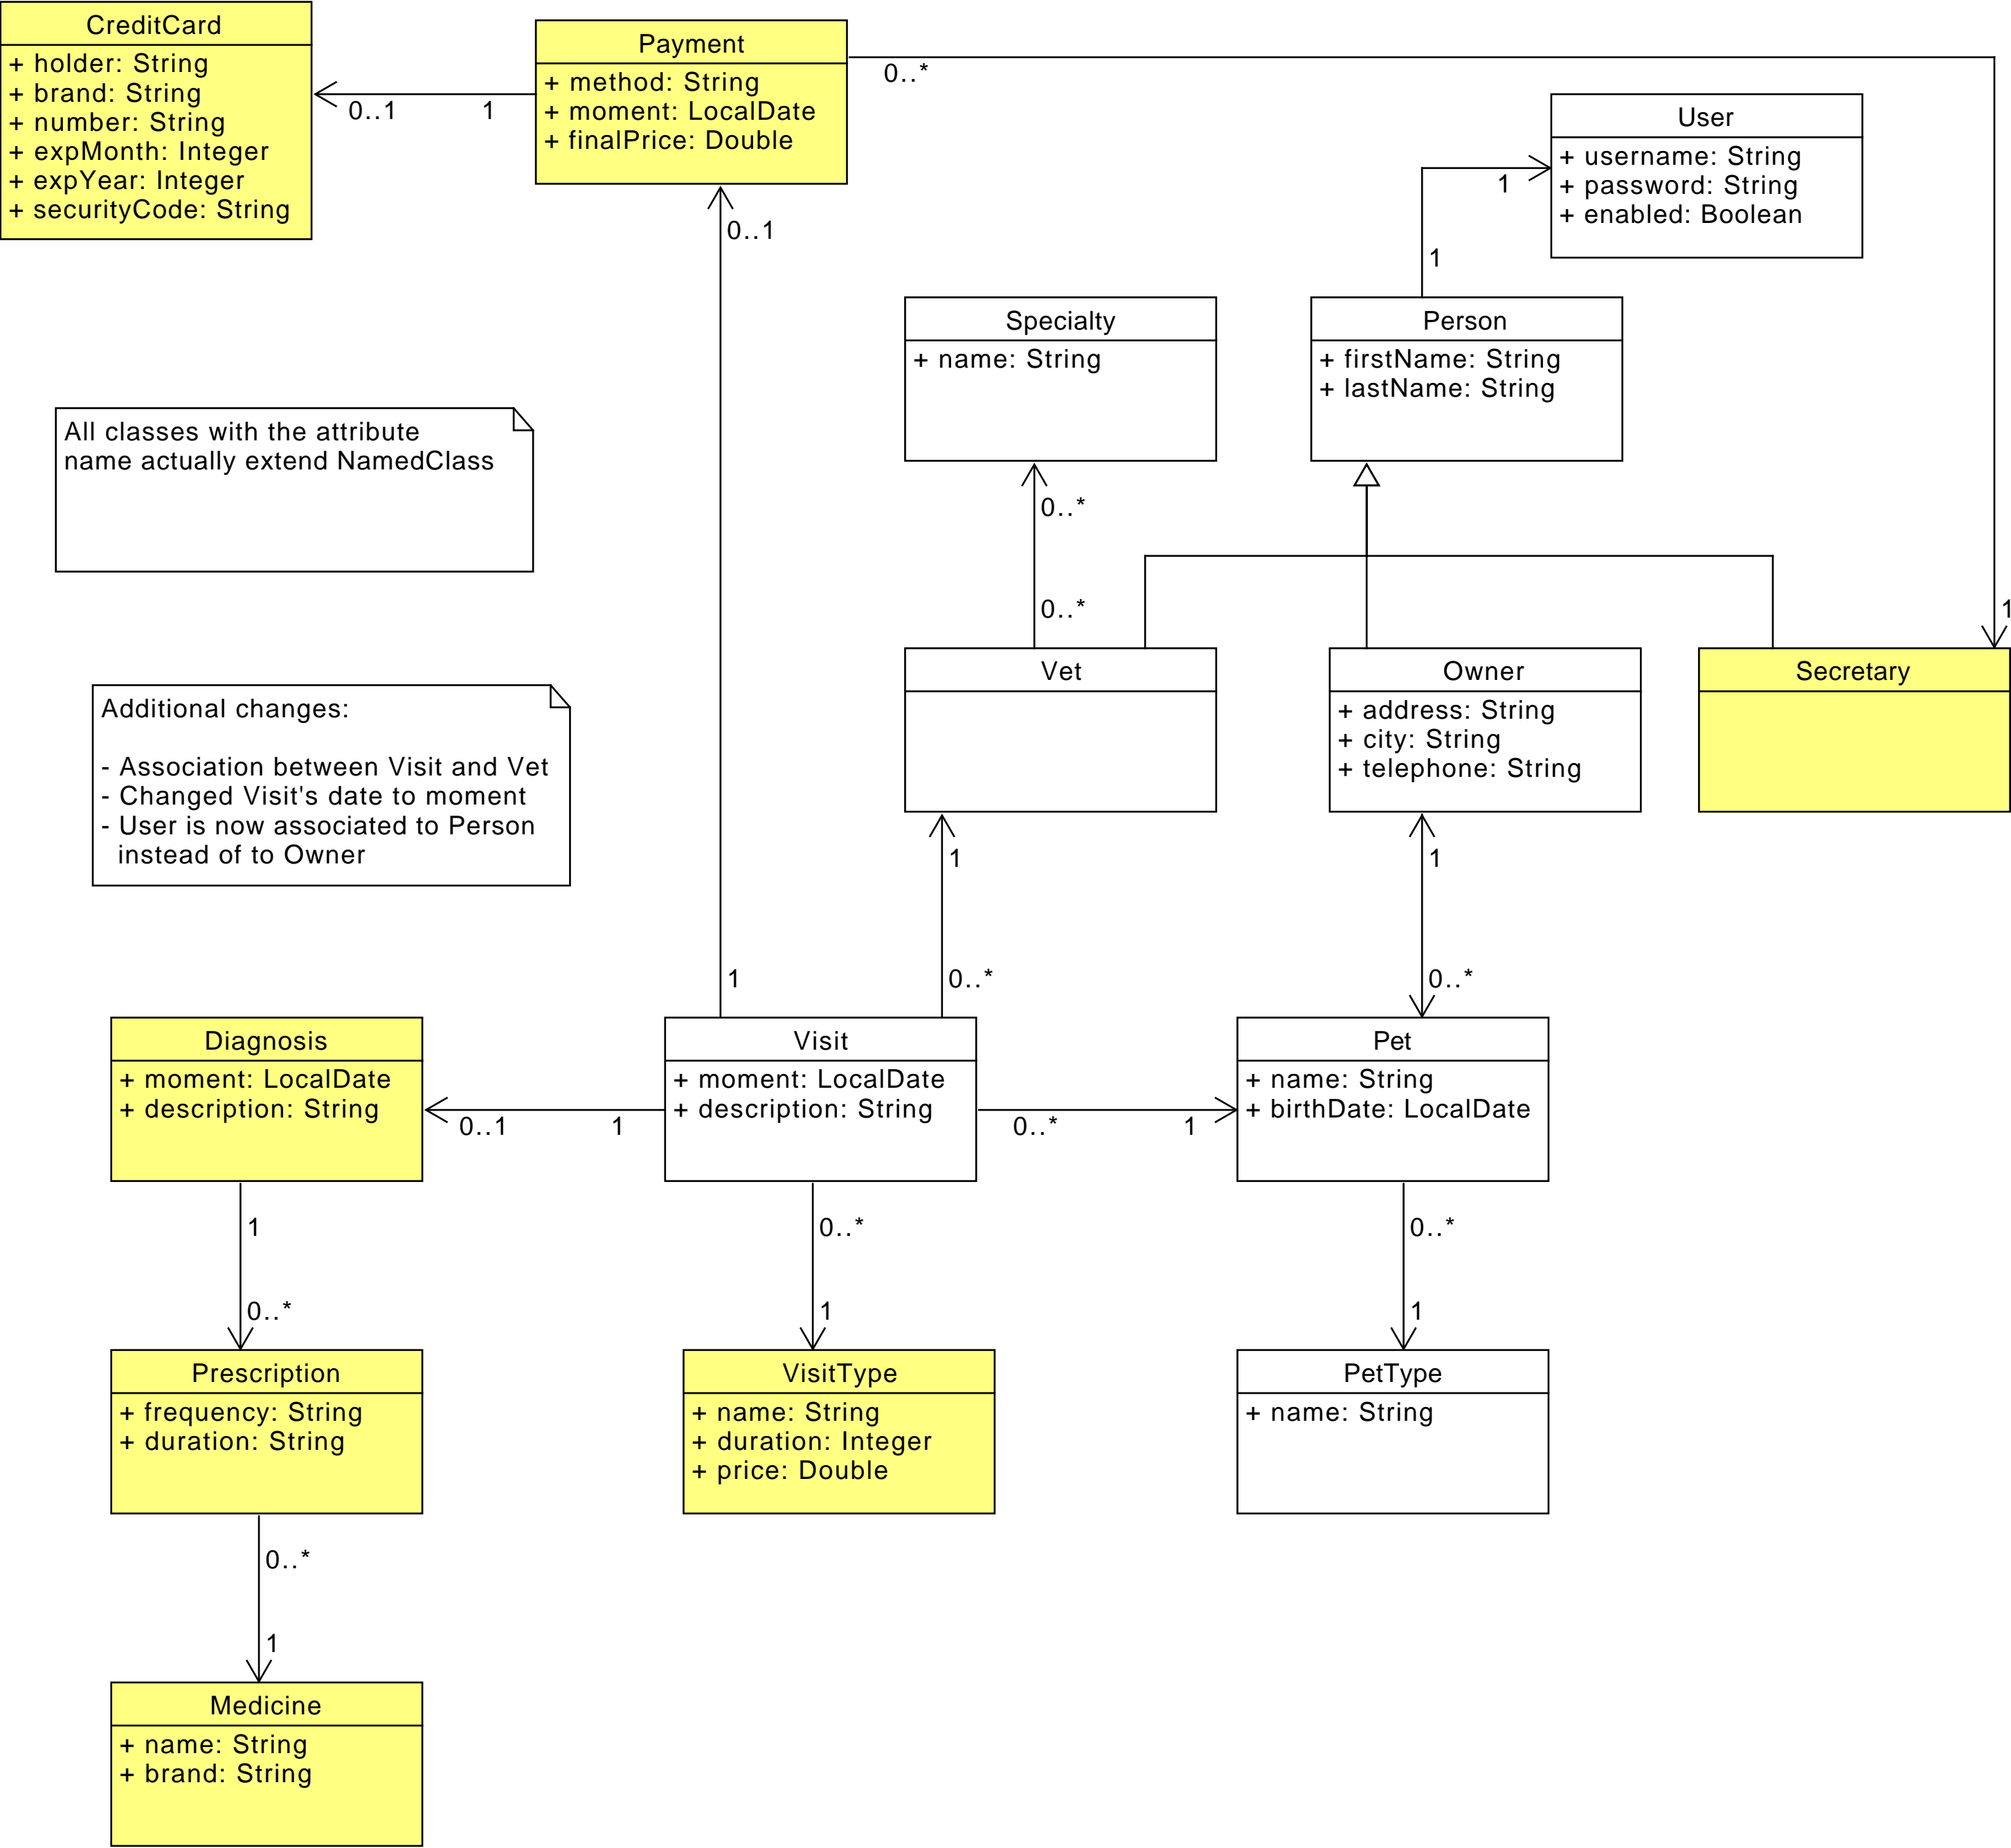 CreditCard
+ holder: String
+ brand: String
+ number: String
+ expMonth: Integer
+ expYear: Integer
+ securityCode: String
0..1
1
Payment
+ method: String
+ moment: LocalDate
+ finalPrice: Double
0..*
0..1
User
+ username: String
+ password: String
+ enabled: Boolean
1
1
Specialty
+ name: String
Person
+ firstName: String
+ lastName: String
All classes with the attribute
name actually extend NamedClass
0..*
0..*
1
Additional changes:
- Association between Visit and Vet
- Changed Visit's date to moment
- User is now associated to Person
instead of to Owner
Vet
Owner
+ address: String
+ city: String
+ telephone: String
Secretary
1
1
1
0..*
0..*
Diagnosis
+ moment: LocalDate
+ description: String
0..1
1
Visit
+ moment: LocalDate
+ description: String
0..*
1
Pet
+ name: String
+ birthDate: LocalDate
1
0..*
0..*
0..*
1
1
Prescription
+ frequency: String
+ duration: String
VisitType
+ name: String
+ duration: Integer
+ price: Double
PetType
+ name: String
0..*
1
Medicine
+ name: String
+ brand: String